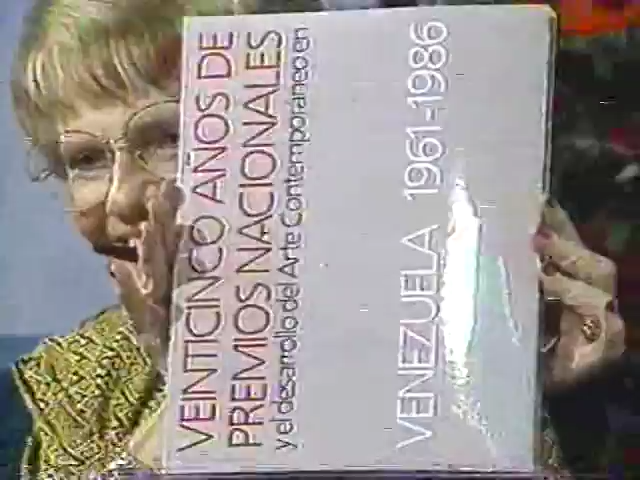 VEINTICINCO AÑOS DE
PREMIOS NACIONALES
y el desarrollo del Arte Contemporáneo en
VENEZUELA 1961-1986